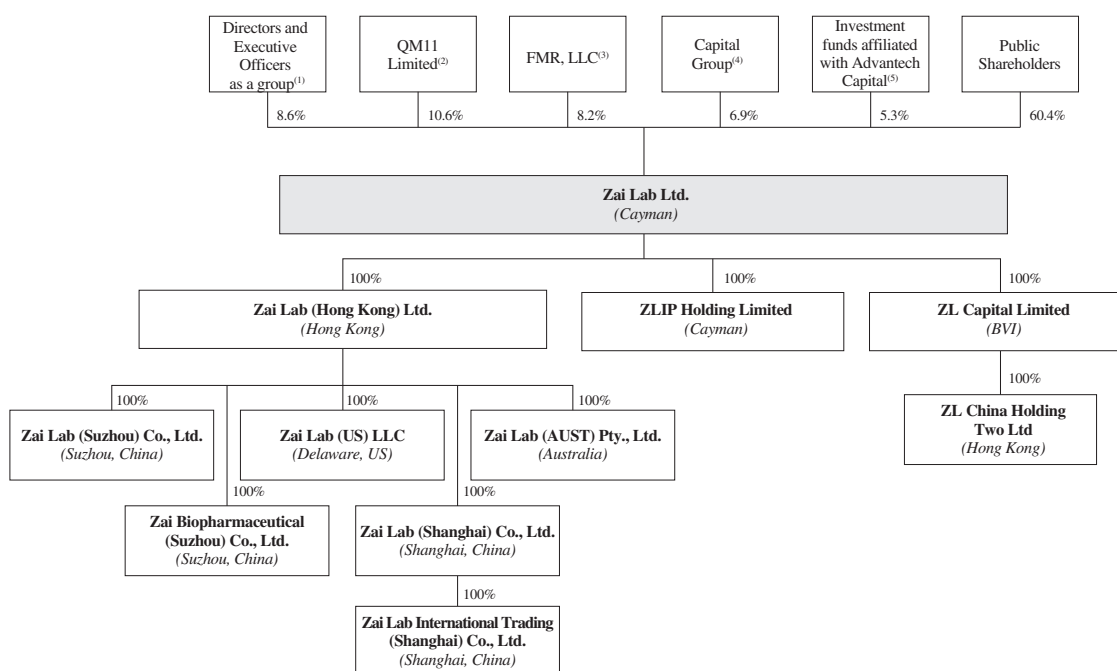 Directors and
Executive
Officers
as a group(1)
QM11
Limited(2)
FMR, LLC(3)
Capital
Group(4)
Investment
funds affiliated
with Advantech
Capital(5)
Public
Shareholders
8.6%
10.6%
8.2%
6.9%
5.3%
60.4%
Zai Lab Ltd.
(Cayman)
100%
100%
100%
Zai Lab (Hong Kong) Ltd.
(Hong Kong)
ZLIP Holding Limited
(Cayman)
ZL Capital Limited
(BVI)
100%
100%
100%
100%
Zai Lab (Suzhou) Co., Ltd.
(Suzhou, China)
Zai Lab (US) LLC
(Delaware, US)
Zai Lab (AUST) Pty., Ltd.
(Australia)
ZL China Holding
Two Ltd
(Hong Kong)
100%
100%
Zai Biopharmaceutical
(Suzhou) Co., Ltd.
(Suzhou, China)
Zai Lab (Shanghai) Co., Ltd.
(Shanghai, China)
100%
Zai Lab International Trading
(Shanghai) Co., Ltd.
(Shanghai, China)